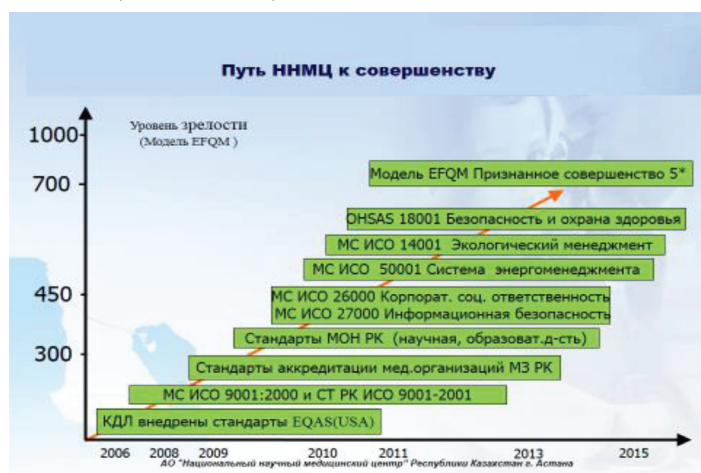 Путь ННМЦ к совершенству
1000
Уровень зрелости
(Модель EFQM )
700
Модель EFQM Признанное совершенство 5*
OHSAS 18001 Безопасность и охрана здоровья
МС ИСО 14001 Экологический менеджмент
МС ИСО 50001 Система энергоменеджмента
450
МС ИСО 26000 Корпорат. соц. ответственность
МС ИСО 27000 Информационная безопасность
Стандарты МОН РК (научная, образоват.д-сть)
300
Стандарты аккредитации мед.организаций МЗ РК
МС ИСО 9001:2000 и СТ РК ИСО 9001-2001
КДЛ внедрены стандарты EQAS(USA)
2006 2008 2009 2010 2011 2013 2015
АО "Национальный научный медицинский центр" Республики Казахстан г. Астана